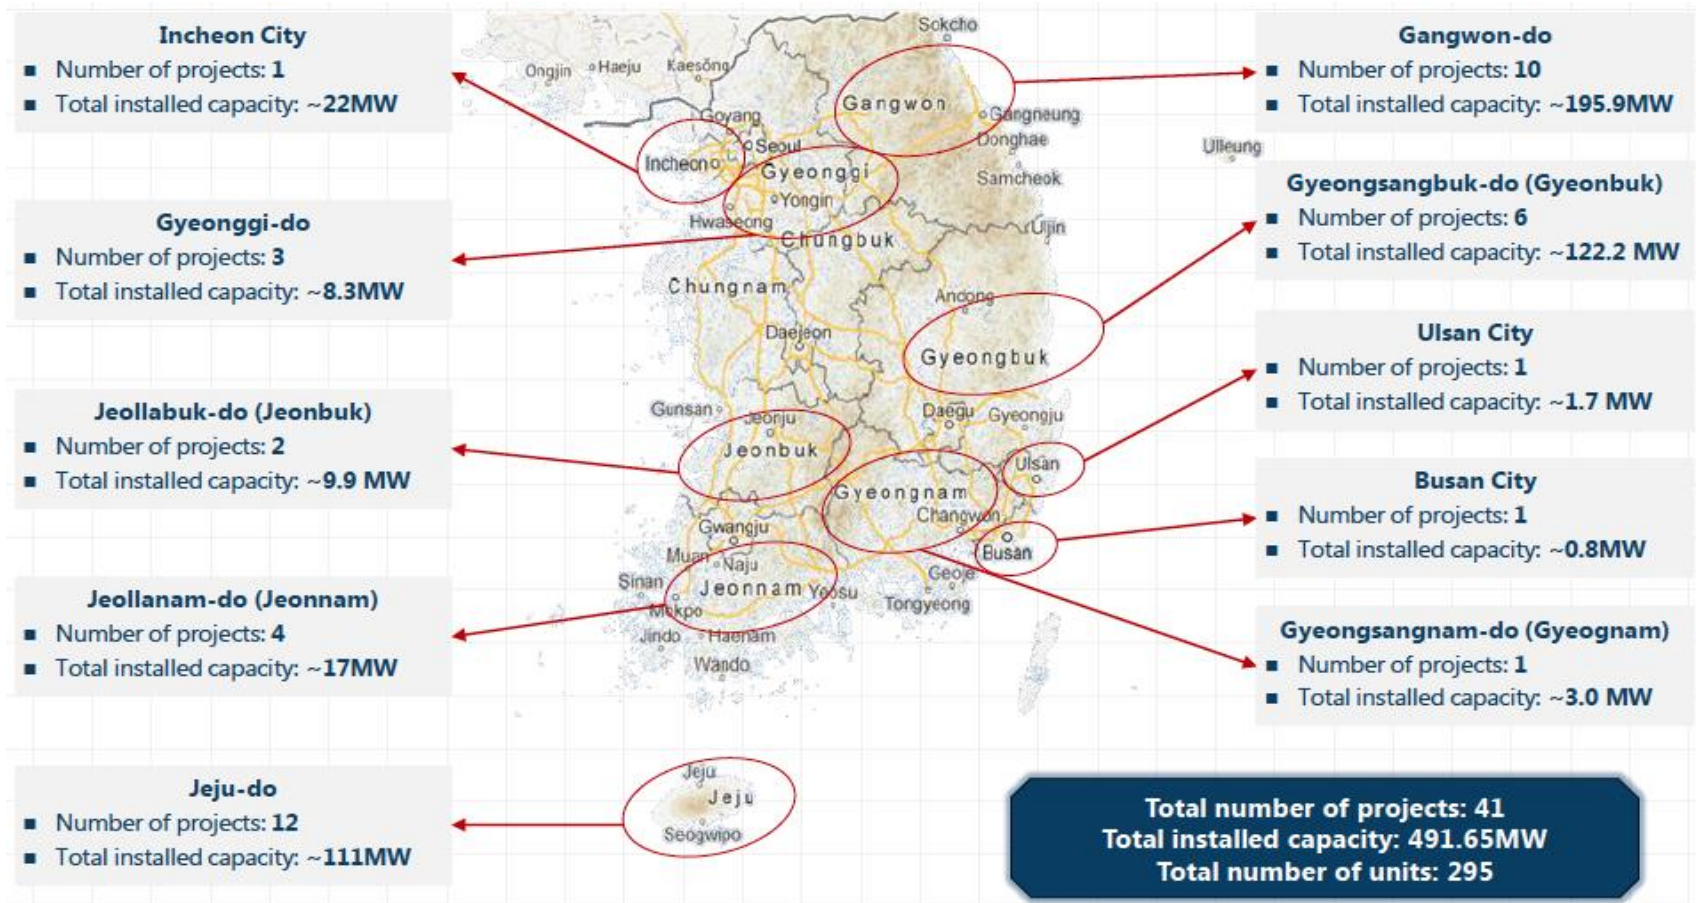 Incheon City
▪ Number of projects: 1
▪ Total installed capacity: ~22MW
Gyeonggi-do
▪ Number of projects: 3
▪ Total installed capacity: ~8.3MW
Jeollabuk-do (Jeonbuk)
▪ Number of projects: 2
▪ Total installed capacity: ~9.9 MW
Jeollanam-do (Jeonnam)
▪ Number of projects: 4
▪ Total installed capacity: ~17MW
Jeju-do
▪ Number of projects: 12
▪ Total installed capacity: ~111MW
Sokcho
Ongjin
Haeju
Kaesŏng
Gangwon
Goyang
Gangneung
Seoul
Donghae
Ulleung
Incheon
Gyeonggi
Samcheok
Yongin
Hwaseong
Uljin
Chungbuk
Chungnam
Andong
Daejeon
Gyeongbuk
Gunsan
Jeonju
Daegu
Gyeongju
Jeonbuk
Ulsan
Gyeongnam
Changwon
Gwangju
Busan
Muan
Naju
Geoje
Sinan
Jeonnam
Yeosu
Tongyeong
Mokpo
Jindo
Haenam
Wando
Jeju
Jeju
Seogwipo
Gangwon-do
▪ Number of projects: 10
▪ Total installed capacity: ~195.9MW
Gyeongsangbuk-do (Gyeonbuk)
▪ Number of projects: 6
▪ Total installed capacity: ~122.2 MW
Ulsan City
▪ Number of projects: 1
▪ Total installed capacity: ~1.7 MW
Busan City
▪ Number of projects: 1
▪ Total installed capacity: ~0.8MW
Gyeongsangnam-do (Gyeognam)
▪ Number of projects: 1
▪ Total installed capacity: ~3.0 MW
Total number of projects: 41
Total installed capacity: 491.65MW
Total number of units: 295